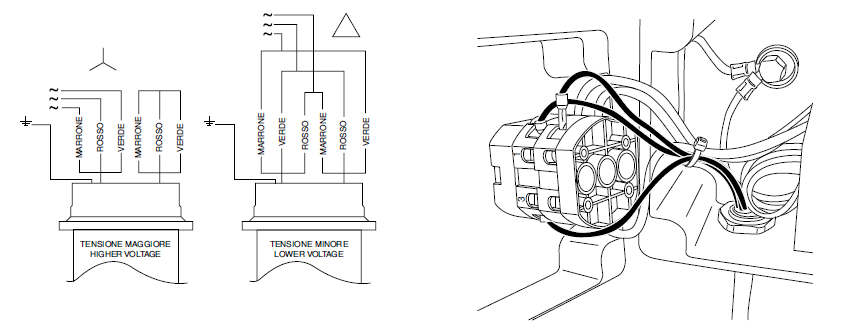 MARRONE
ROSSO
VERDE
MARRONE
ROSSO
VERDE
TENSIONE MAGGIORE
HIGHER VOLTAGE
MARRONE
VERDE
ROSSO
MARRONE
ROSSO
VERDE
TENSIONE MINORE
LOWER VOLTAGE
3